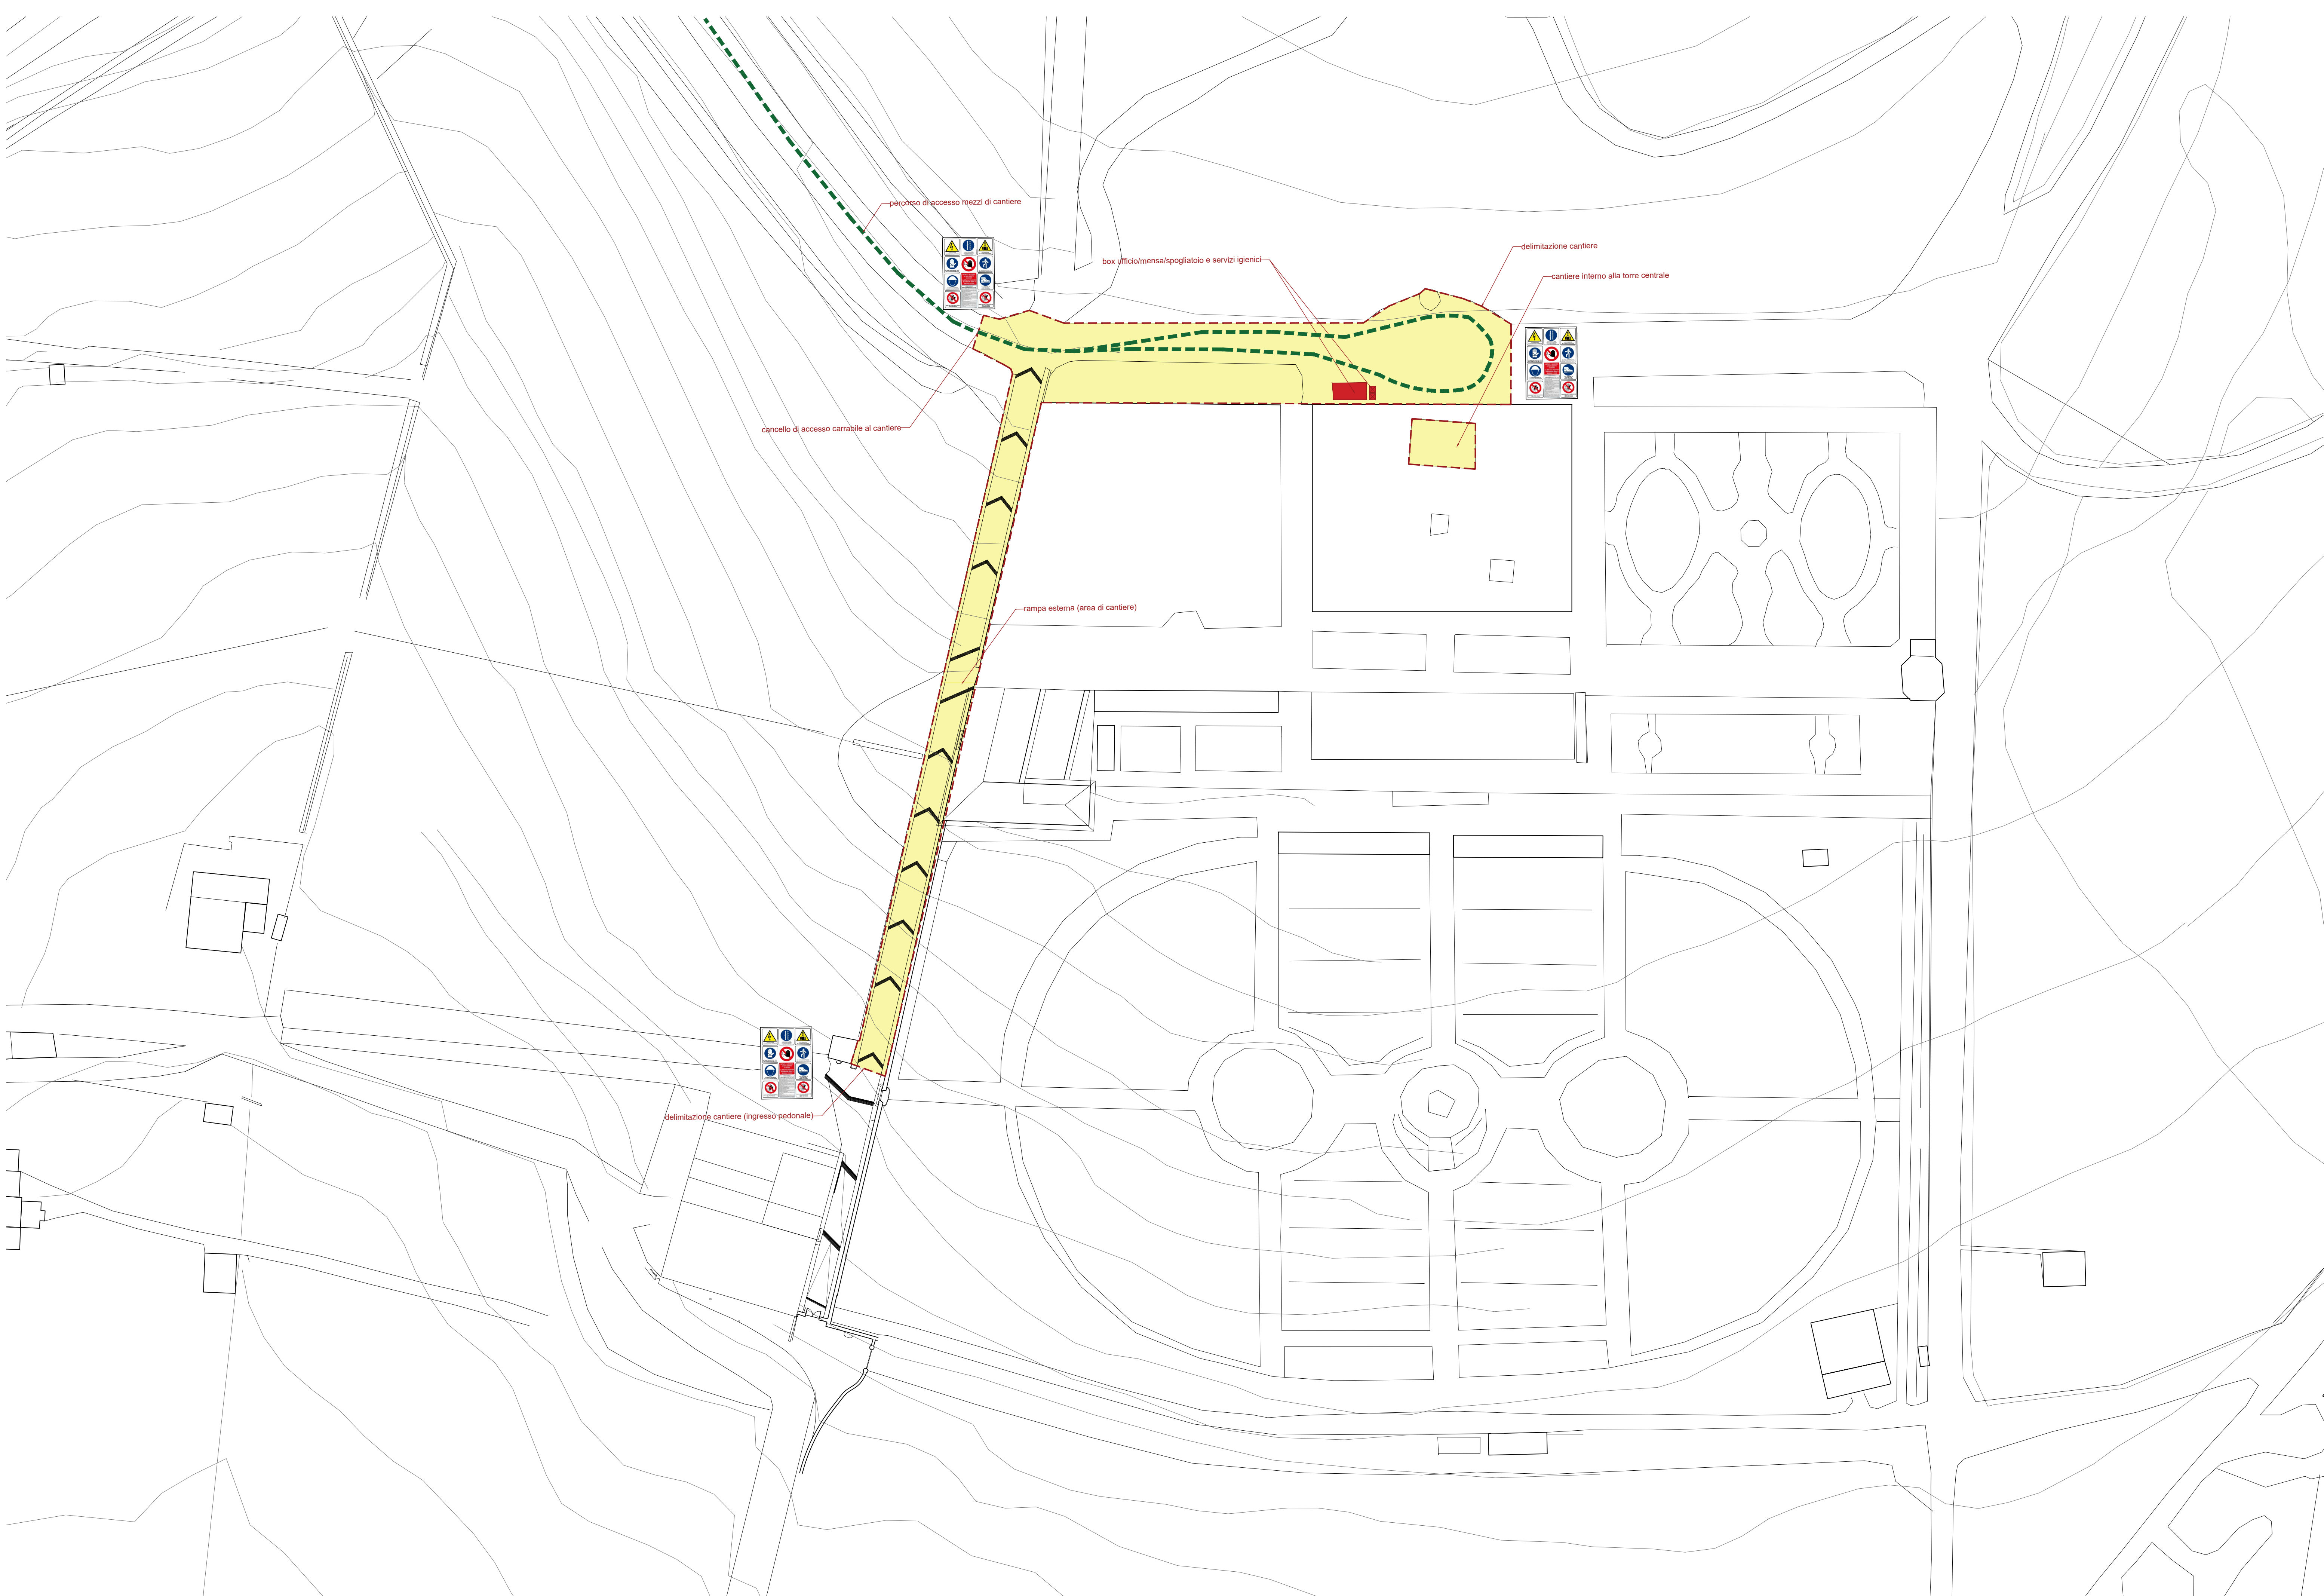 percorso di accesso mezzi di cantiere
delimitazione cantiere
box ufficio/mensa/spogliatoio e servizi igienici
cantiere interno alla torre centrale
cancello di accesso carrabile al cantiere
rampa esterna (area di cantiere)
delimitazione cantiere (ingresso pedonale)